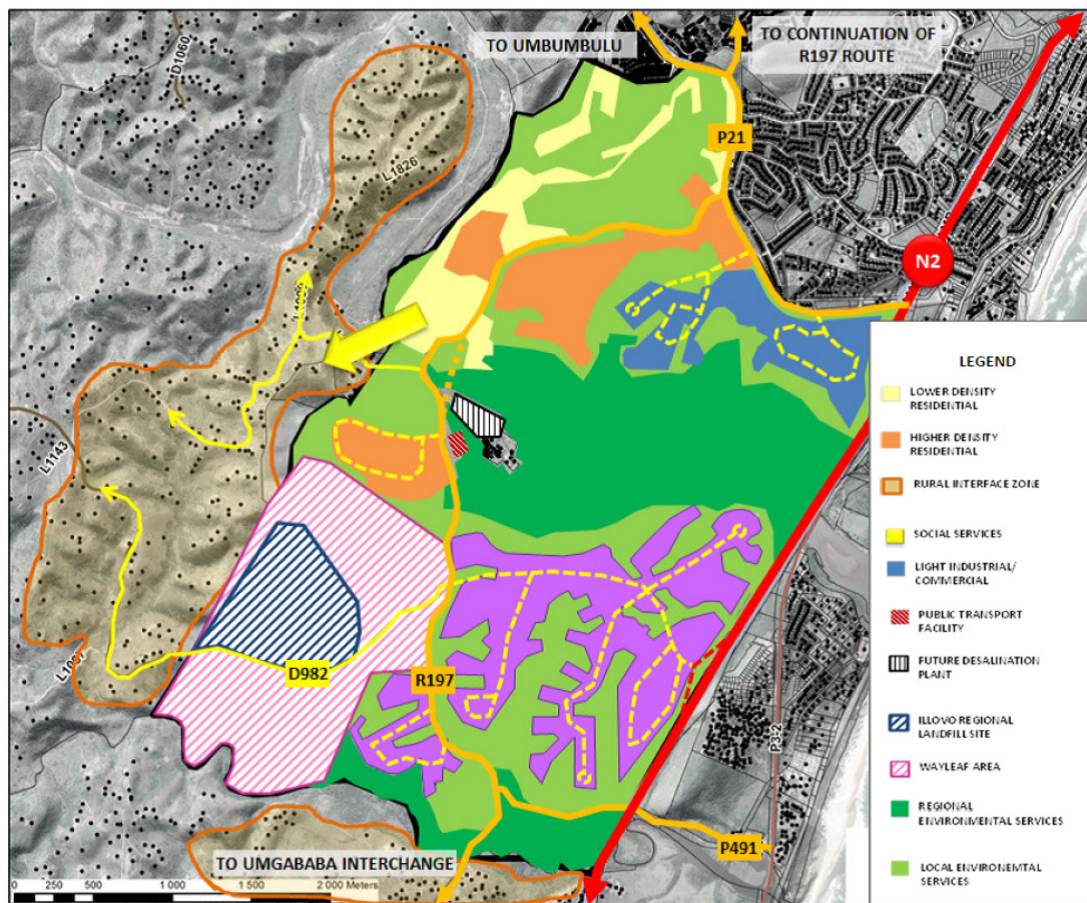 TO UMBUMBULU
TO CONTINUATION OF
R197 ROUTE
D1060
P21
L1826
N2
L1143
D982
R197
P3-2
P491
TO UMGABABA INTERCHANGE
0 250 500 1 000 1 500 2 000 Meters
LEGEND
LOWER DENSITY
RESIDENTIAL
HIGHER DENSITY
RESIDENTIAL
RURAL INTERFACE ZONE
SOCIAL SERVICES
LIGHT INDUSTRIAL/
COMMERCIAL
PUBLIC TRANSPORT
FACILITY
FUTURE DESALINATION
PLANT
ILLOVO REGIONAL
LANDFILL SITE
WAYLEAF AREA
REGIONAL
ENVIRONMENTAL SERVICES
LOCAL ENVIRONEMTAL
SERVICES